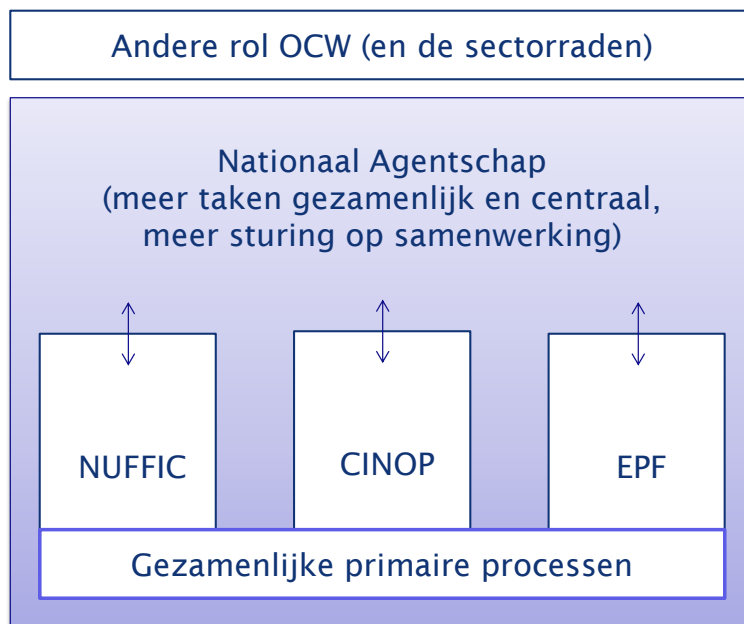 Andere rol OCW (en de sectorraden)
Nationaal Agentschap
(meer taken gezamenlijk en centraal,
meer sturing op samenwerking)
NUFFIC
CINOP
EPF
Gezamenlijke primaire processen